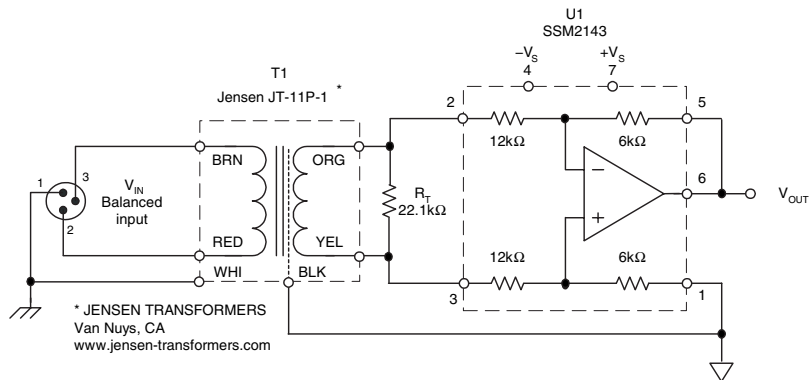 U1
SSM2143
−VS
+VS
4
7
T1
Jensen JT-11P-1 *
2
5
12kΩ
6kΩ
BRN
ORG
1
3
VIN
Balanced
input
2
RT
22.1kΩ
−
+
6
VOUT
RED
YEL
12kΩ
6kΩ
WHI
BLK
3
1
* JENSEN TRANSFORMERS
Van Nuys, CA
www.jensen-transformers.com